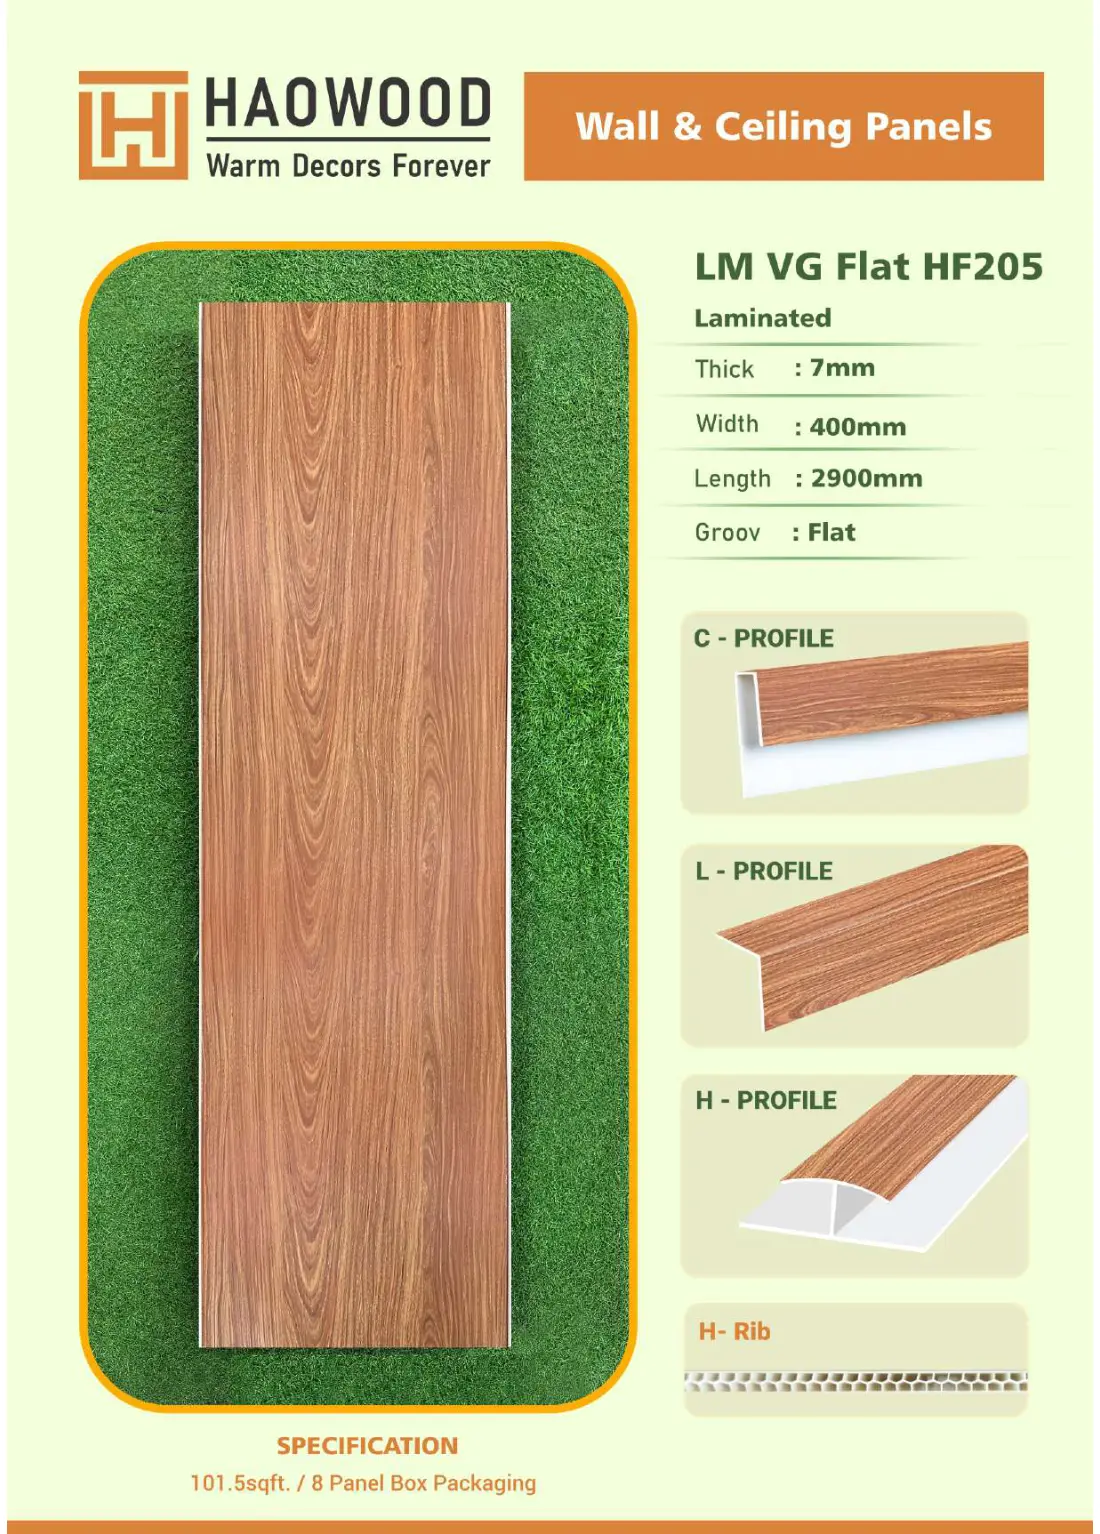 HAOWOOD
Warm Decors Forever
Wall & Ceiling Panels
LM VG Flat HF205
Laminated
Thick : 7mm
Width : 400mm
Length : 2900mm
Groov : Flat
C - PROFILE
L - PROFILE
H - PROFILE
H- Rib
SPECIFICATION
101.5sqft. / 8 Panel Box Packaging